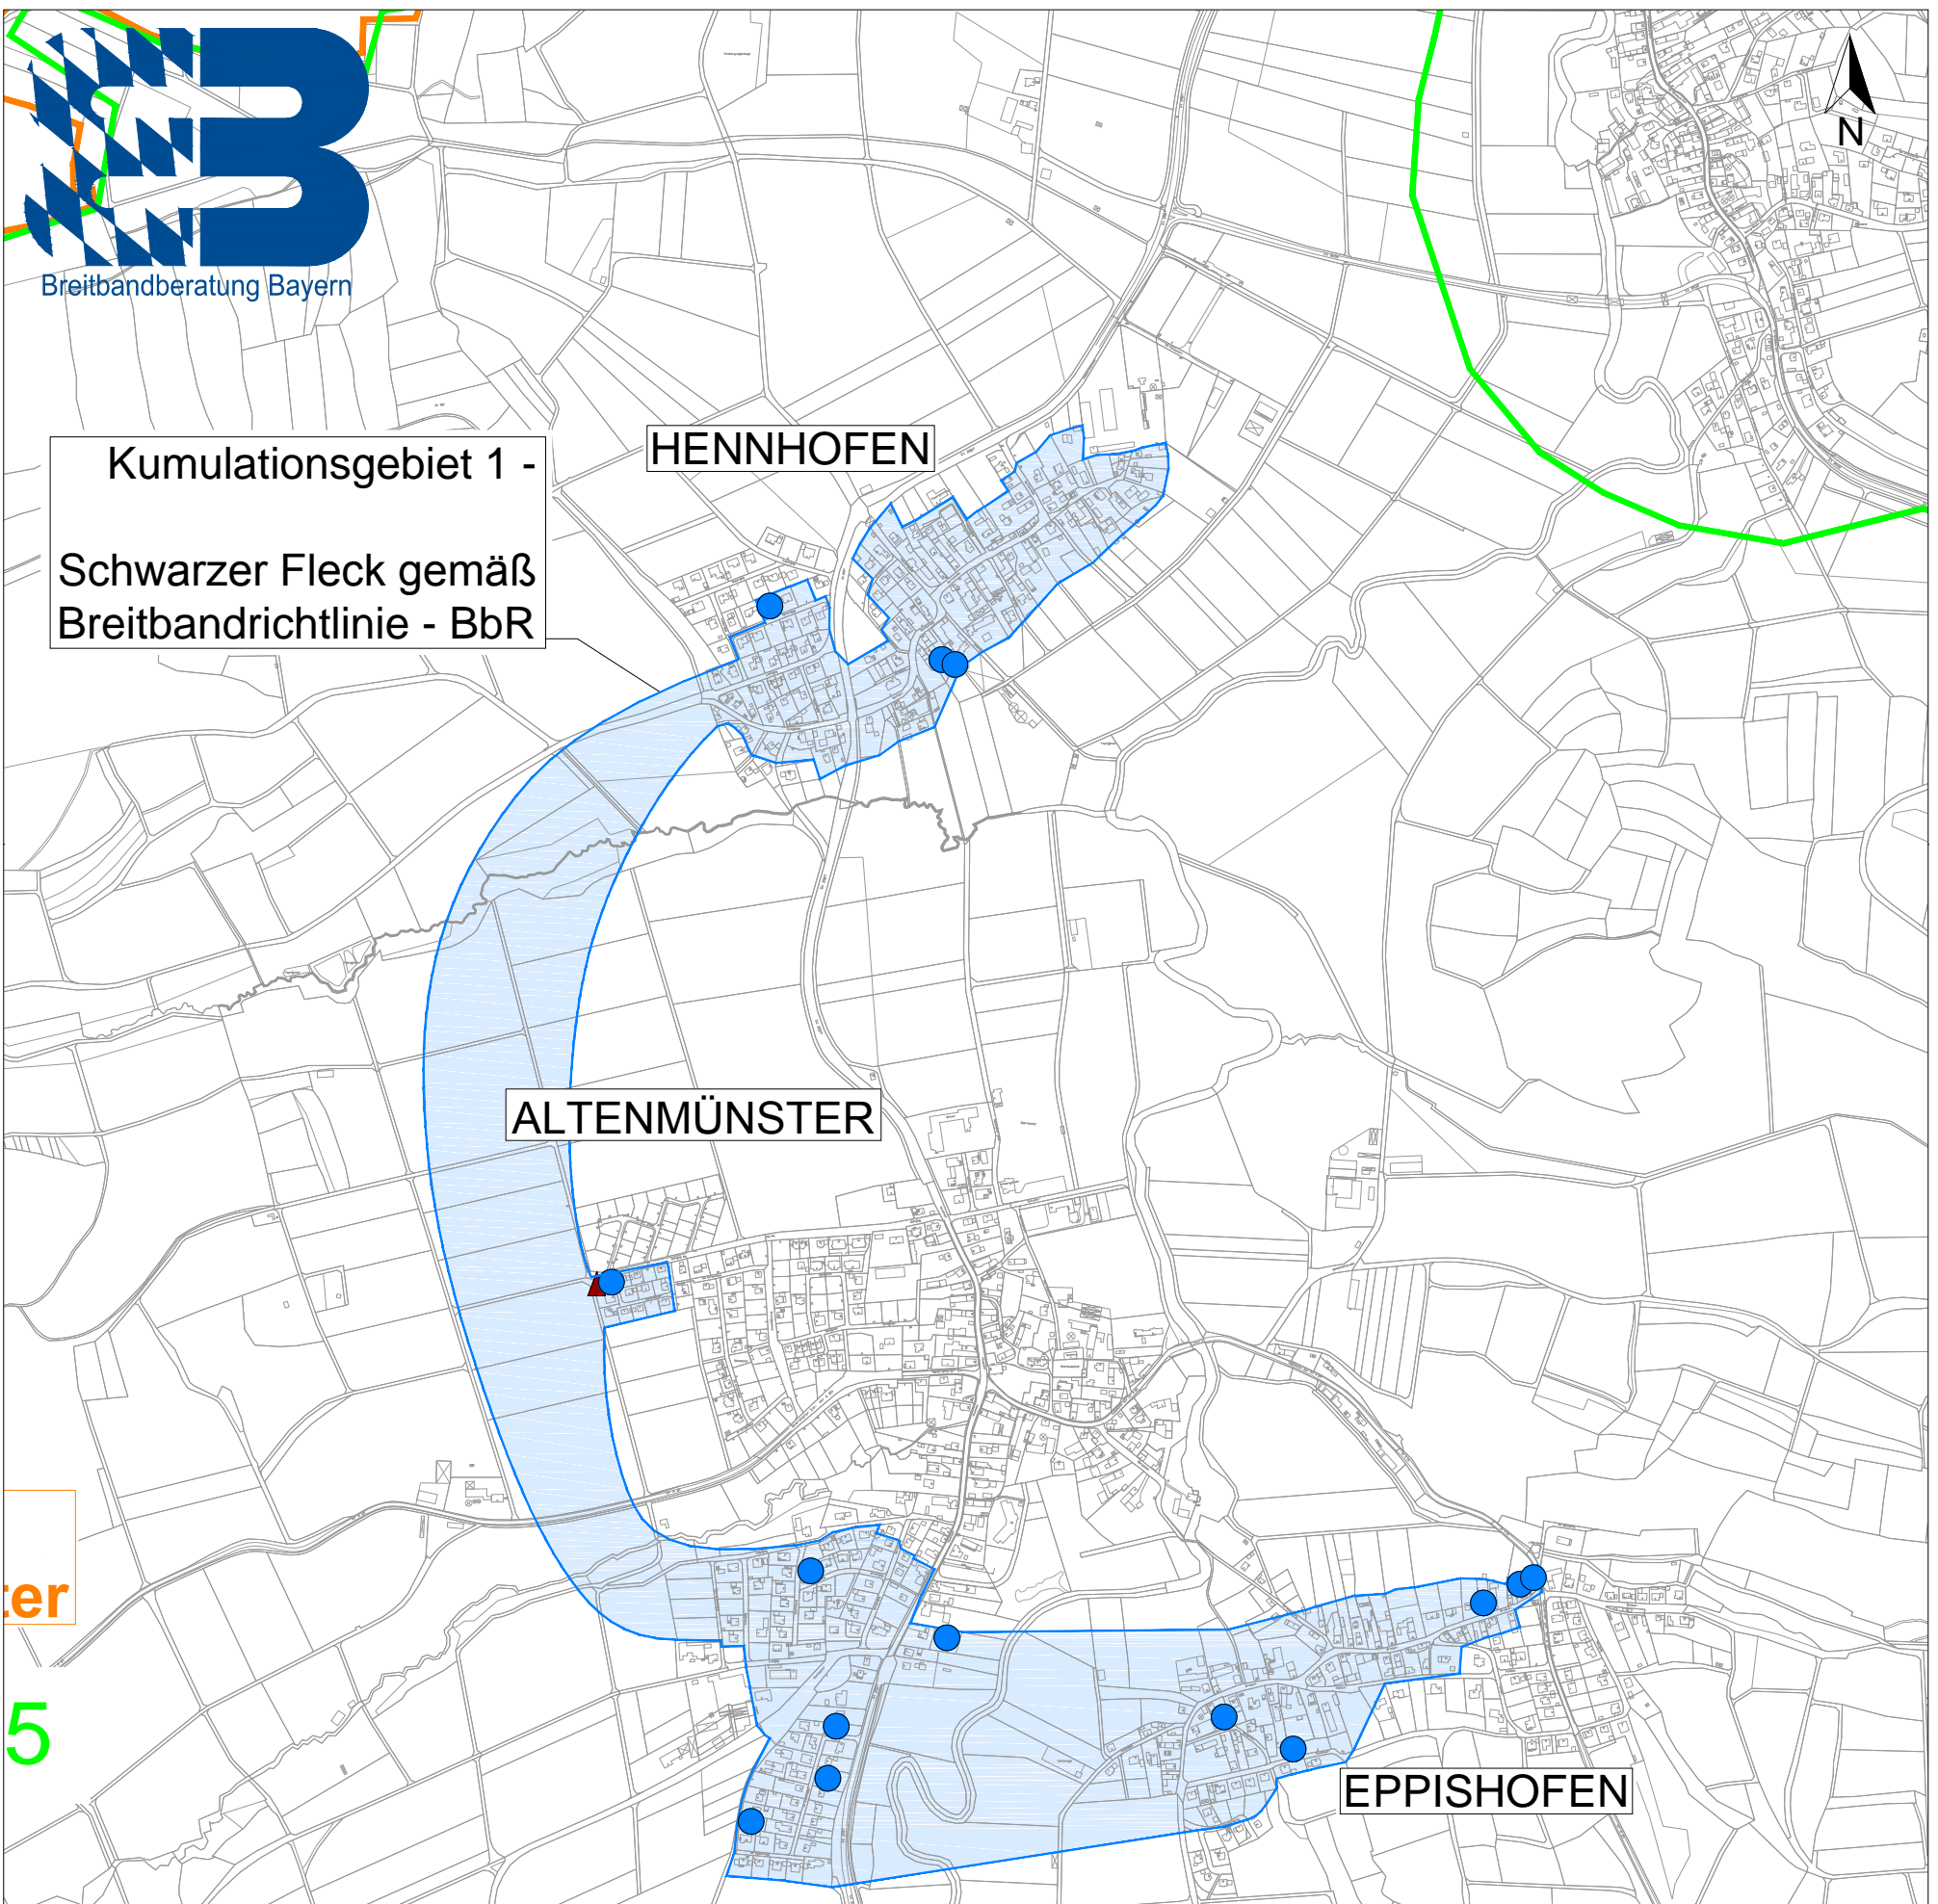 Breitbandberatung Bayern
N
HENNHOFEN
Kumulationsgebiet 1 -
Schwarzer Fleck gemäß
Breitbandrichtlinie - BbR
ALTENMÜNSTER
ter
5
EPPISHOFEN